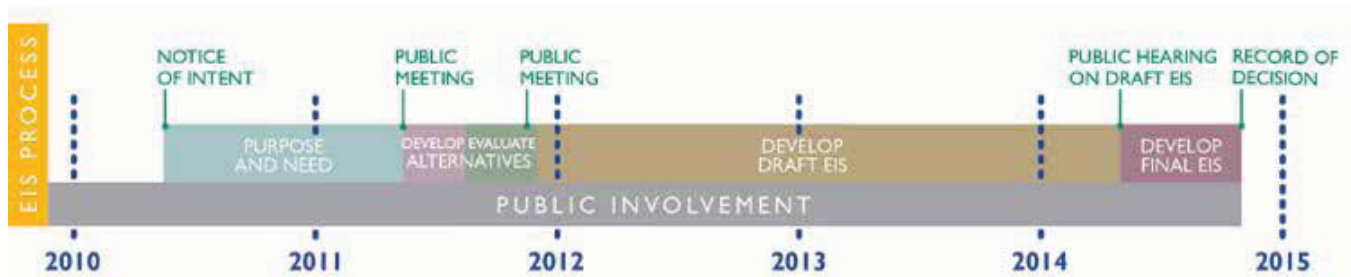 EIS PROCESS
NOTICE
OF INTENT
PUBLIC
MEETING
PUBLIC
MEETING
PUBLIC HEARING
ON DRAFT EIS
RECORD OF
DECISION
PURPOSE
AND NEED
DEVELOP EVALUATE
ALTERNATIVES
DEVELOP
DRAFT EIS
DEVELOP
FINAL EIS
PUBLIC INVOLVEMENT
2010 2011 2012 2013 2014 2015